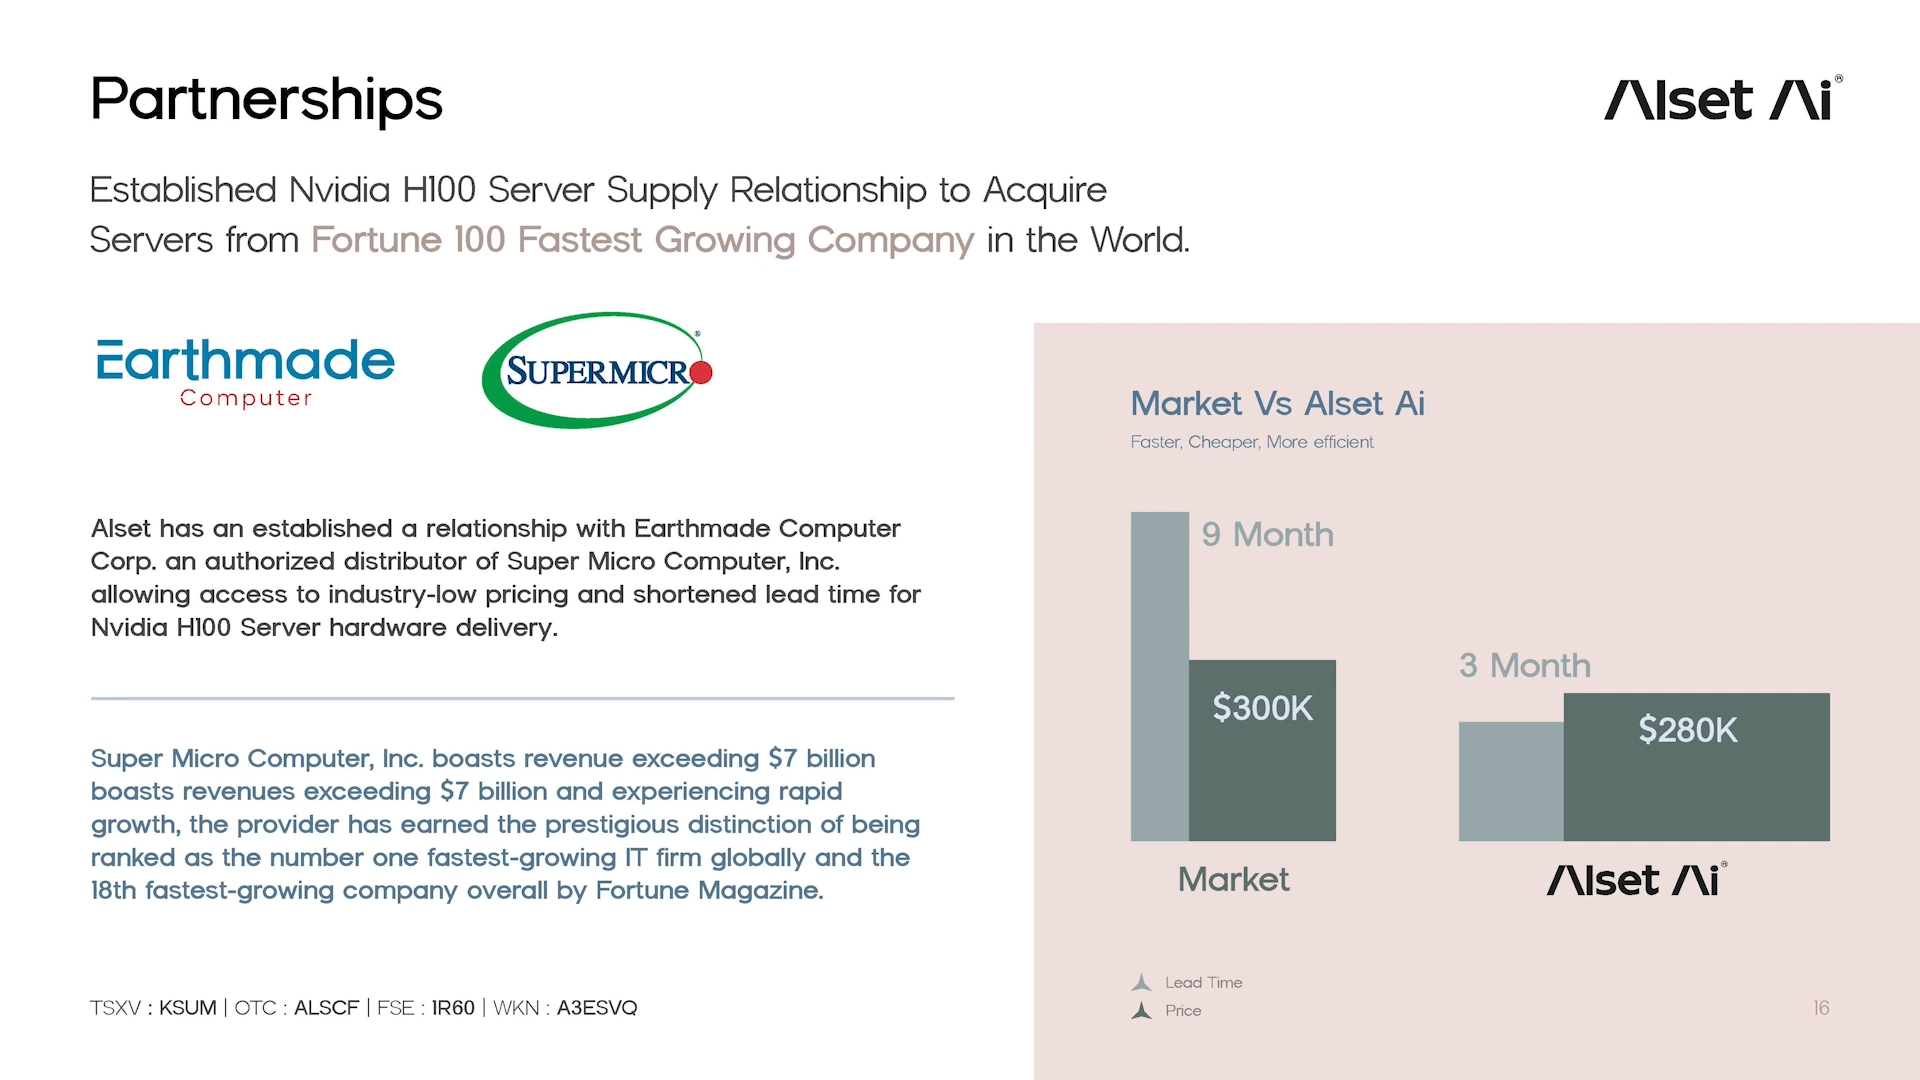 Partnerships
Alset Ai®
Established Nvidia H100 Server Supply Relationship to Acquire
Servers from Fortune 100 Fastest Growing Company in the World.
Earthmade
Computer
SUPERMICRO®
Alset has an established a relationship with Earthmade Computer
Corp. an authorized distributor of Super Micro Computer, Inc.
allowing access to industry-low pricing and shortened lead time for
Nvidia H100 Server hardware delivery.
Super Micro Computer, Inc. boasts revenue exceeding $7 billion
boasts revenues exceeding $7 billion and experiencing rapid
growth, the provider has earned the prestigious distinction of being
ranked as the number one fastest-growing IT firm globally and the
18th fastest-growing company overall by Fortune Magazine.
Market Vs Alset Ai
Faster, Cheaper, More efficient
9 Month
$300K
Market
3 Month
$280K
Alset Ai®
Lead Time
Price
TSXV : KSUM | OTC : ALSCF | FSE : 1R60 | WKN : A3ESVQ
16